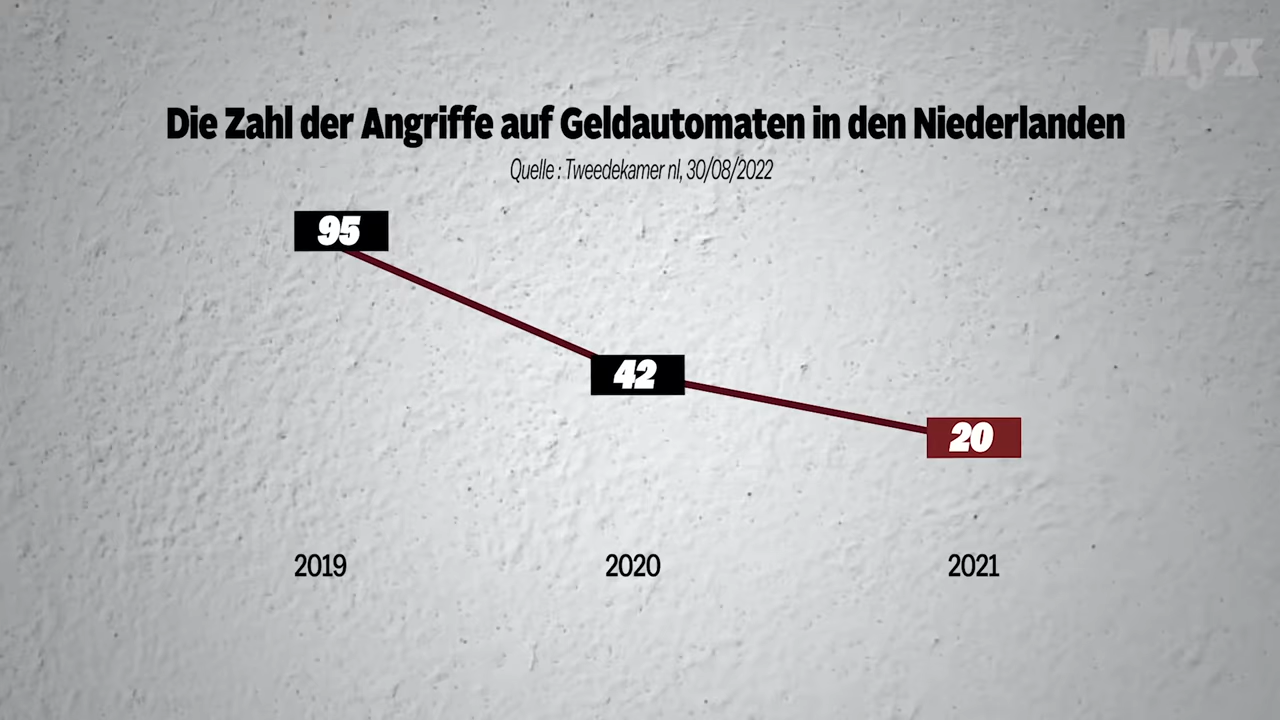 Myx
Die Zahl der Angriffe auf Geldautomaten in den Niederlanden
Quelle : Tweedekamer nl, 30/08/2022
95
42
20
2019 2020 2021